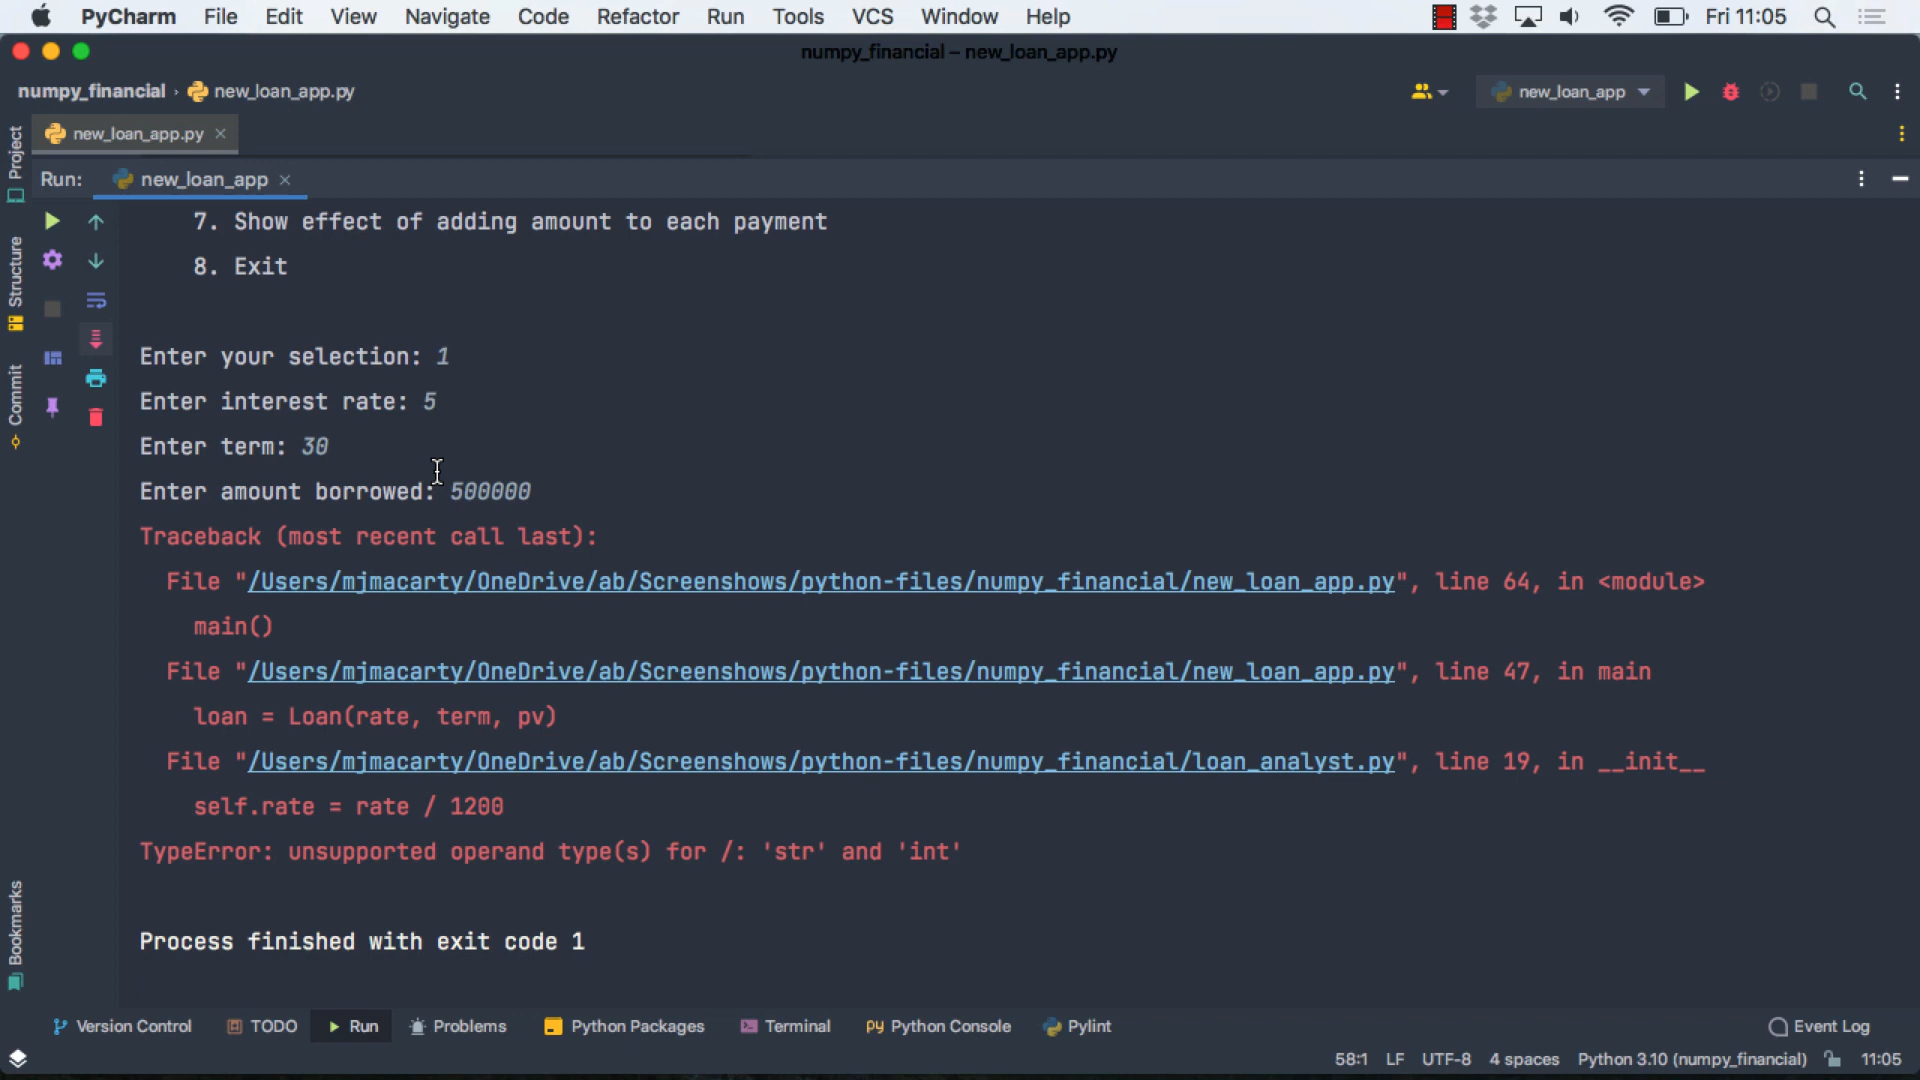 PyCharm File Edit View Navigate Code Refactor Run Tools VCS Window Help Fri 11:05
numpy_financial – new_loan_app.py
numpy_financial › new_loan_app.py new_loan_app
new_loan_app.py ×
Run: new_loan_app ×
Project
Structure
Commit
Bookmarks
7. Show effect of adding amount to each payment
8. Exit
Enter your selection: 1
Enter interest rate: 5
Enter term: 30
Enter amount borrowed: 500000
Traceback (most recent call last):
File "/Users/mjmacarty/OneDrive/ab/Screenshows/python-files/numpy_financial/new_loan_app.py", line 64, in <module>
main()
File "/Users/mjmacarty/OneDrive/ab/Screenshows/python-files/numpy_financial/new_loan_app.py", line 47, in main
loan = Loan(rate, term, pv)
File "/Users/mjmacarty/OneDrive/ab/Screenshows/python-files/numpy_financial/loan_analyst.py", line 19, in __init__
self.rate = rate / 1200
TypeError: unsupported operand type(s) for /: 'str' and 'int'
Process finished with exit code 1
Version Control TODO Run Problems Python Packages Terminal Python Console Pylint Event Log
58:1 LF UTF-8 4 spaces Python 3.10 (numpy_financial) 11:05